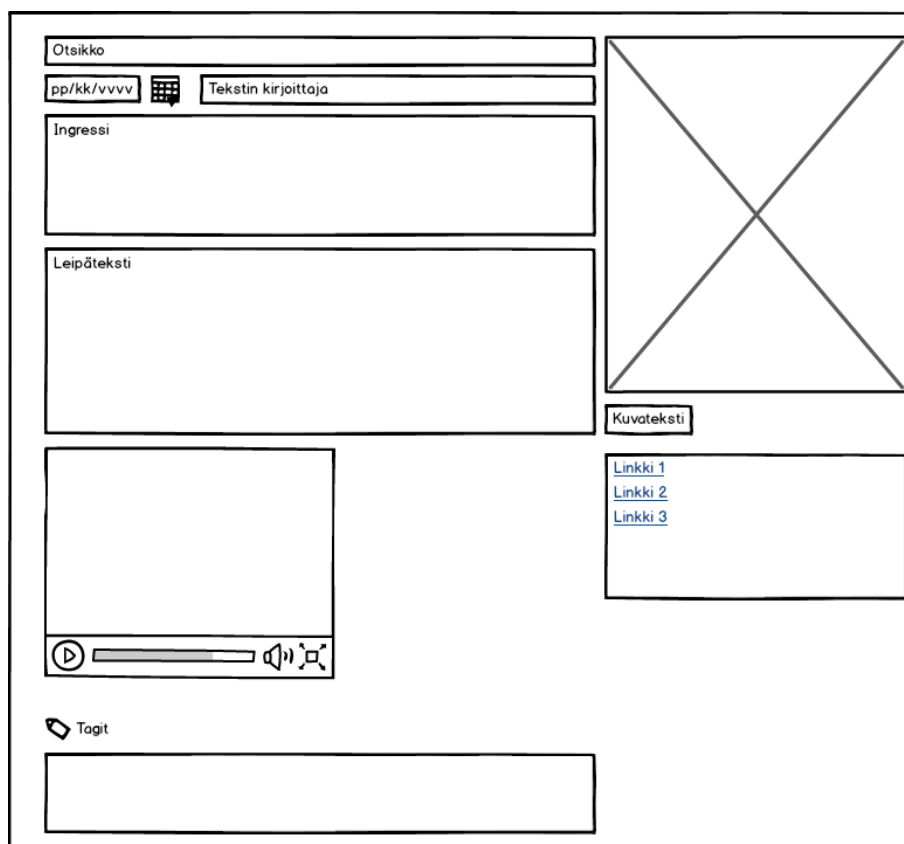 Otsikko
pp/kk/vvvv
Tekstin kirjoittaja
Ingressi
Leipäteksti
Kuvateksti
Linkki 1
Linkki 2
Linkki 3
Tagit